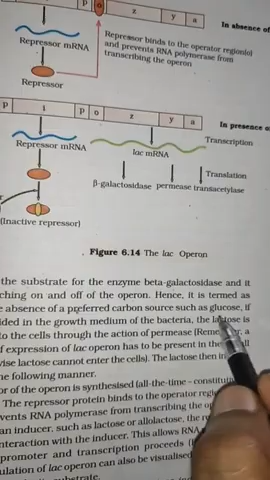 p o z y a
In absence of
Repressor mRNA
Repressor binds to the operator region(o)
and prevents RNA polymerase from
transcribing the operon
Repressor
p i p o z y a
In presence of
Transcription
Repressor mRNA
lac mRNA
Translation
β-galactosidase permease transacetylase
(Inactive repressor)
Figure 6.14 The lac Operon
the substrate for the enzyme beta-galactosidase and it
ching on and off of the operon. Hence, it is termed as
e absence of a preferred carbon source such as glucose, if
ided in the growth medium of the bacteria, the lactose is
to the cells through the action of permease a
f expression of lac operon has to be present in the
wise lactose cannot enter the cells). The lactose then
he following manner.
or of the operon is synthesised (all-the-time –
The repressor protein binds to the operator
vents RNA polymerase from transcribing the
an inducer, such as lactose or allolactose, the
interaction with the inducer. This allows RNA
promoter and transcription proceeds
ulation of lac operon can also be visualised
substrate.